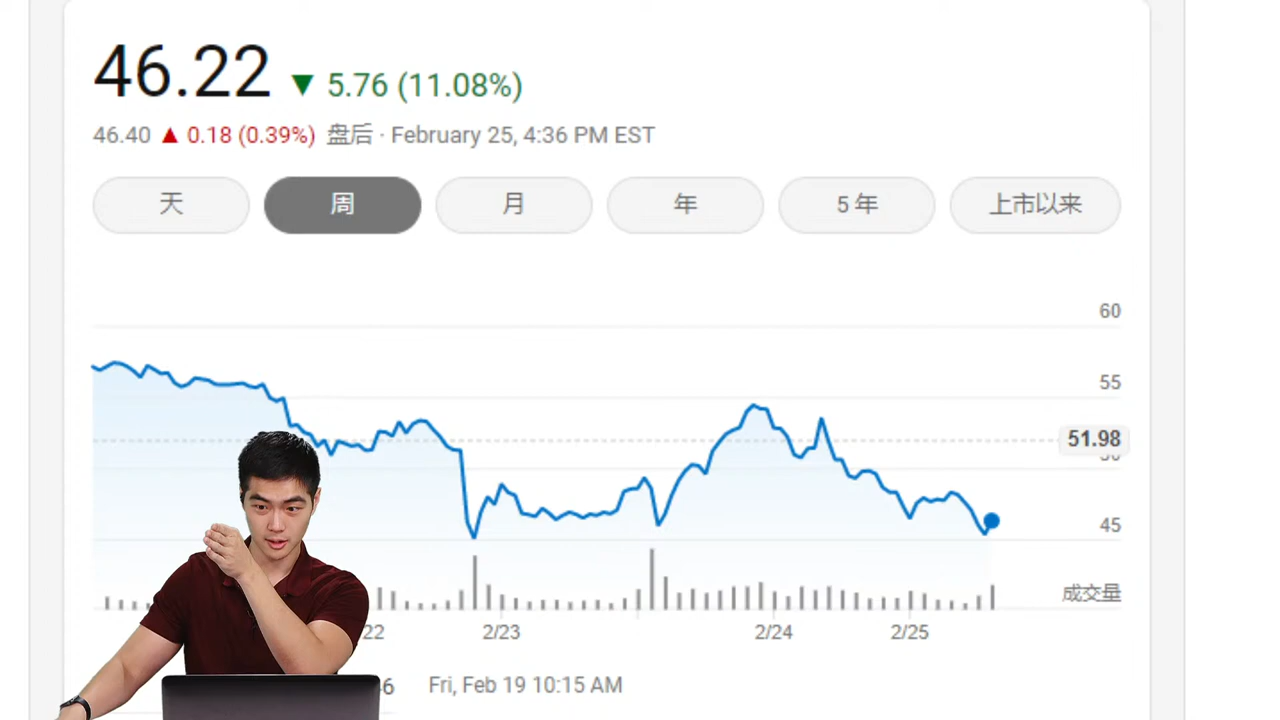 46.22 ▼ 5.76 (11.08%)
46.40 ▲ 0.18 (0.39%) 盘后 · February 25, 4:36 PM EST
天 周 月 年 5 年 上市以来
60
55
51.98
45
成交量
22 2/23 2/24 2/25
6 Fri, Feb 19 10:15 AM